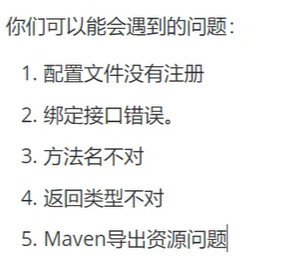 你们可以能会遇到的问题：
1. 配置文件没有注册
2. 绑定接口错误。
3. 方法名不对
4. 返回类型不对
5. Maven导出资源问题